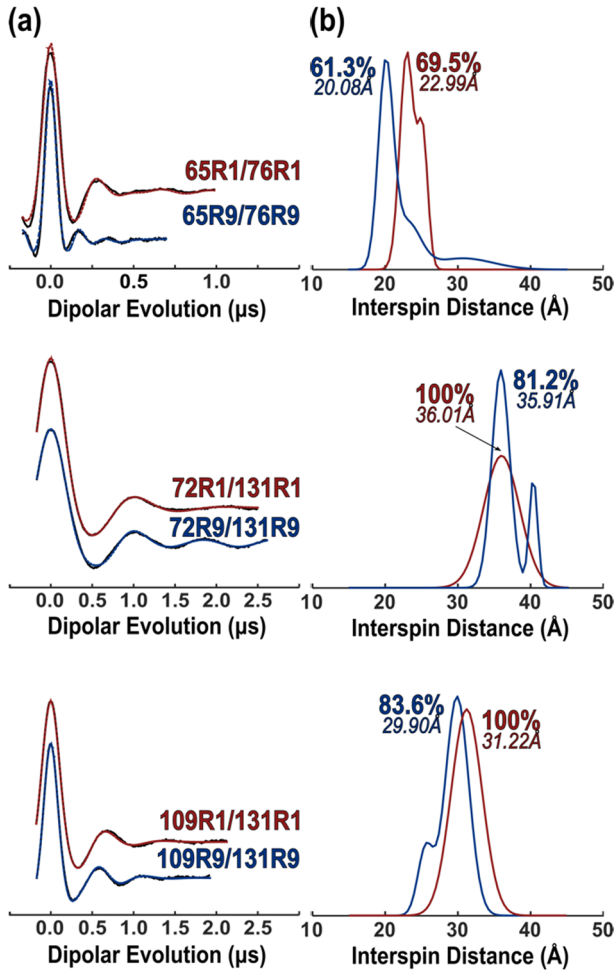 (a)
(b)
65R1/76R1
65R9/76R9
0.0 0.5 1.0
Dipolar Evolution (μs)
61.3%
20.08Å
69.5%
22.99Å
10 20 30 40 50
Interspin Distance (Å)
72R1/131R1
72R9/131R9
0.0 0.5 1.0 1.5 2.0 2.5
Dipolar Evolution (μs)
100%
36.01Å
81.2%
35.91Å
10 20 30 40 50
Interspin Distance (Å)
109R1/131R1
109R9/131R9
0.0 0.5 1.0 1.5 2.0 2.5
Dipolar Evolution (μs)
83.6%
29.90Å
100%
31.22Å
10 20 30 40 50
Interspin Distance (Å)